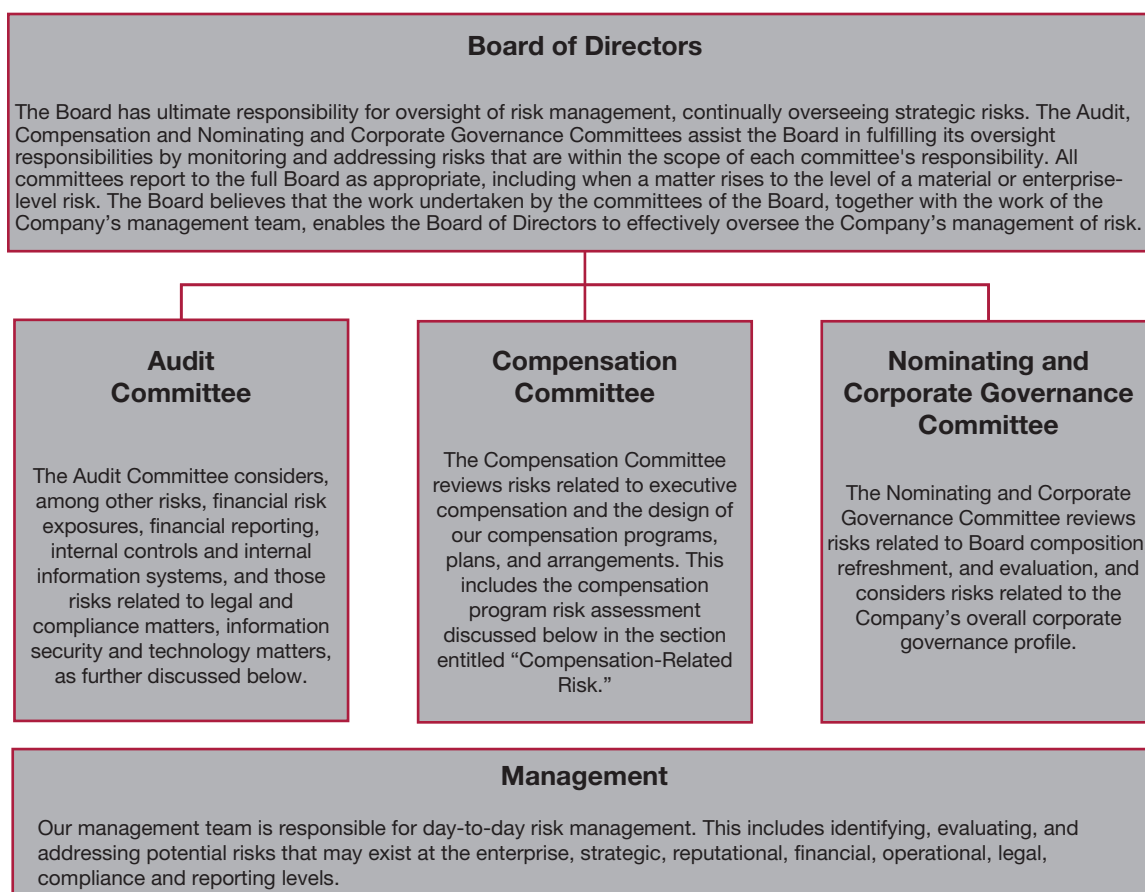 Board of Directors
The Board has ultimate responsibility for oversight of risk management, continually overseeing strategic risks. The Audit,
Compensation and Nominating and Corporate Governance Committees assist the Board in fulfilling its oversight
responsibilities by monitoring and addressing risks that are within the scope of each committee's responsibility. All
committees report to the full Board as appropriate, including when a matter rises to the level of a material or enterprise-
level risk. The Board believes that the work undertaken by the committees of the Board, together with the work of the
Company’s management team, enables the Board of Directors to effectively oversee the Company’s management of risk.
Audit
Committee
The Audit Committee considers,
among other risks, financial risk
exposures, financial reporting,
internal controls and internal
information systems, and those
risks related to legal and
compliance matters, information
security and technology matters,
as further discussed below.
Compensation
Committee
The Compensation Committee
reviews risks related to executive
compensation and the design of
our compensation programs,
plans, and arrangements. This
includes the compensation
program risk assessment
discussed below in the section
entitled “Compensation-Related
Risk.”
Nominating and
Corporate Governance
Committee
The Nominating and Corporate
Governance Committee reviews
risks related to Board composition
refreshment, and evaluation, and
considers risks related to the
Company’s overall corporate
governance profile.
Management
Our management team is responsible for day-to-day risk management. This includes identifying, evaluating, and
addressing potential risks that may exist at the enterprise, strategic, reputational, financial, operational, legal,
compliance and reporting levels.